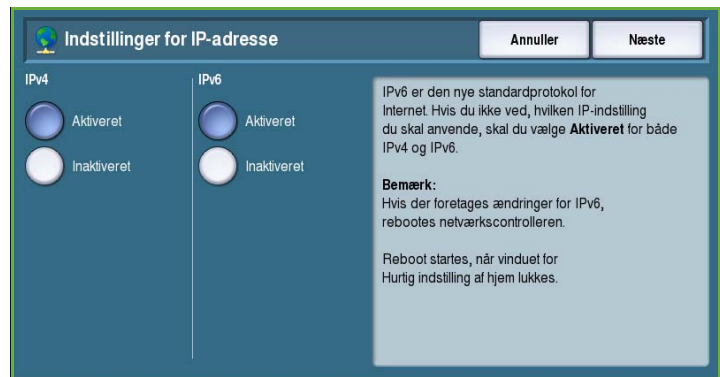 Indstillinger for IP-adresse
Annuller
Næste
IPv4
Aktiveret
Inaktiveret
IPv6
Aktiveret
Inaktiveret
IPv6 er den nye standardprotokol for
Internet. Hvis du ikke ved, hvilken IP-indstilling
du skal anvende, skal du vælge Aktiveret for både
IPv4 og IPv6.
Bemærk:
Hvis der foretages ændringer for IPv6,
rebootes netværkscontrolleren.
Reboot startes, når vinduet for
Hurtig indstilling af hjem lukkes.